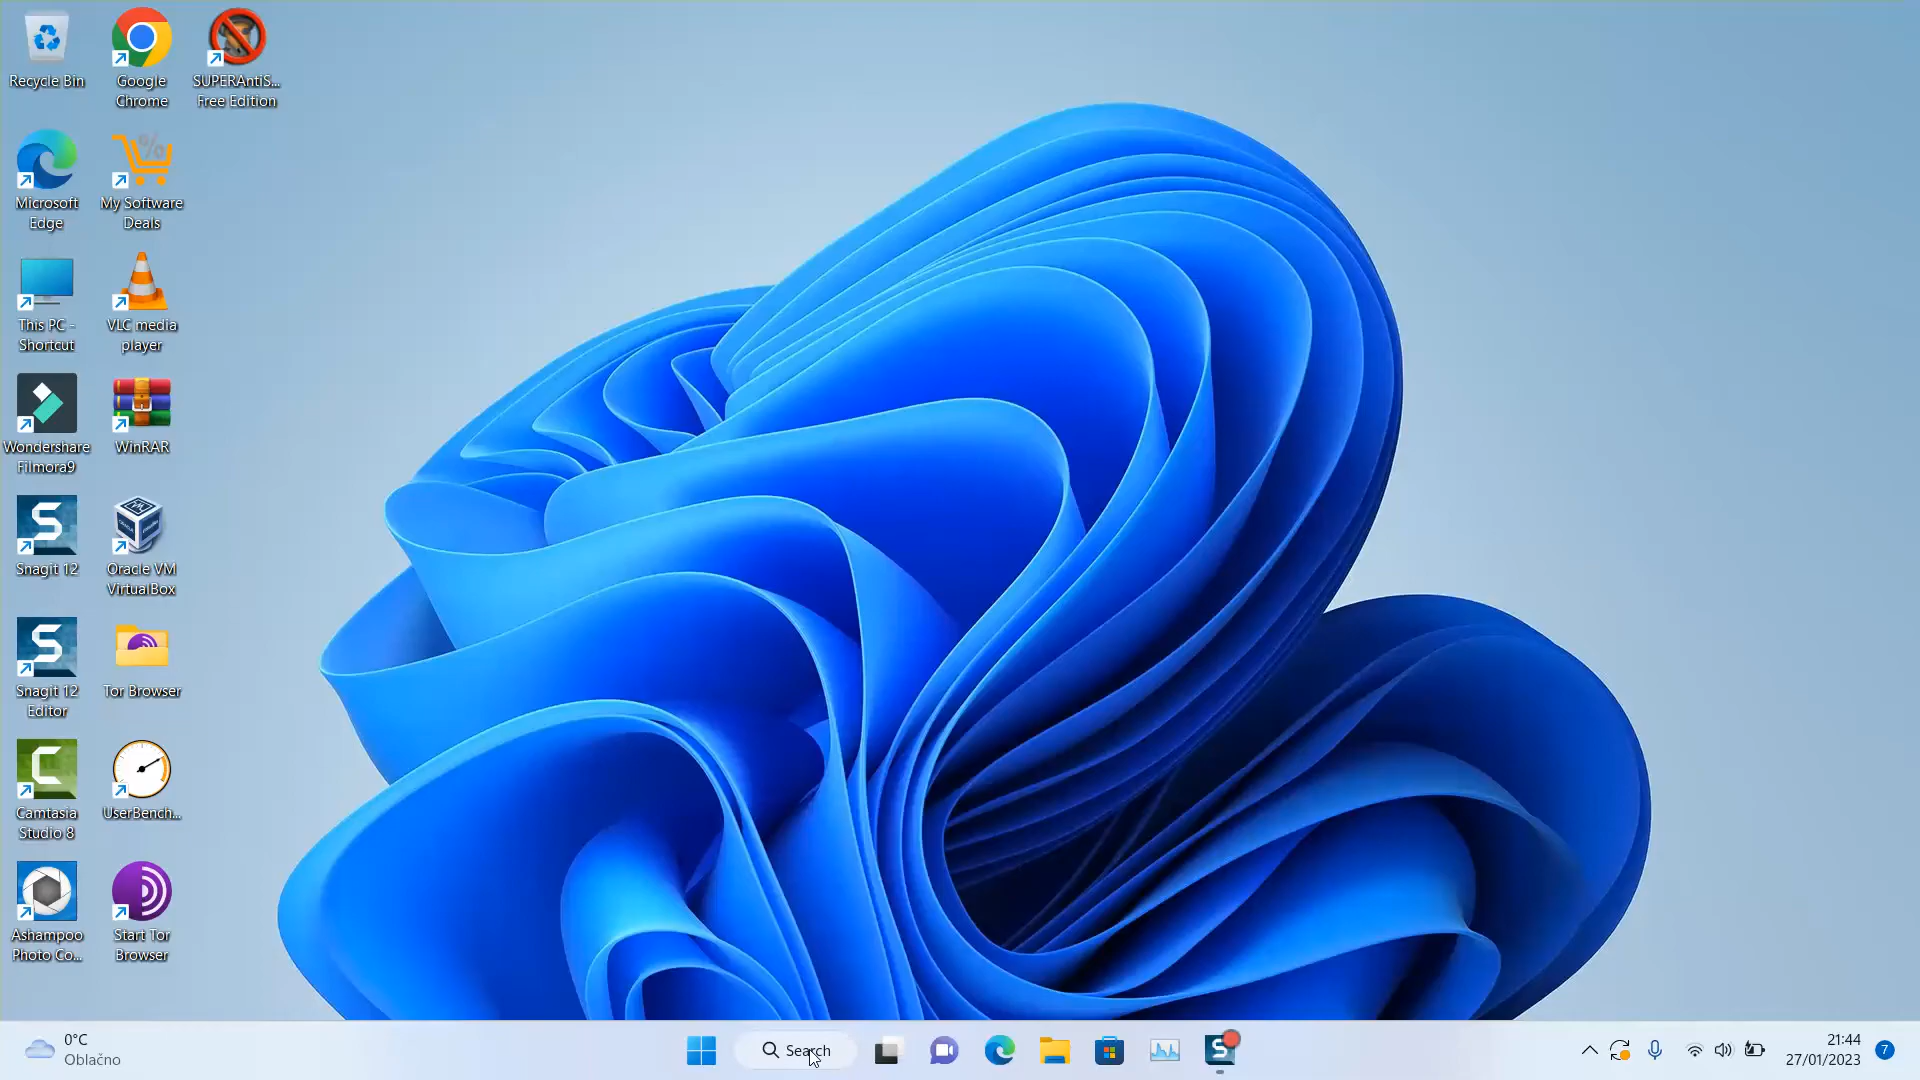 Recycle Bin
Google
Chrome
SUPERAntiS...
Free Edition
Microsoft
Edge
My Software
Deals
This PC -
Shortcut
VLC media
player
Wondershare
Filmora9
WinRAR
Snagit 12
Oracle VM
VirtualBox
Snagit 12
Editor
Tor Browser
Camtasia
Studio 8
UserBench...
Ashampoo
Photo Co...
Start Tor
Browser
0°C
Oblačno
Search
21:44
27/01/2023
7